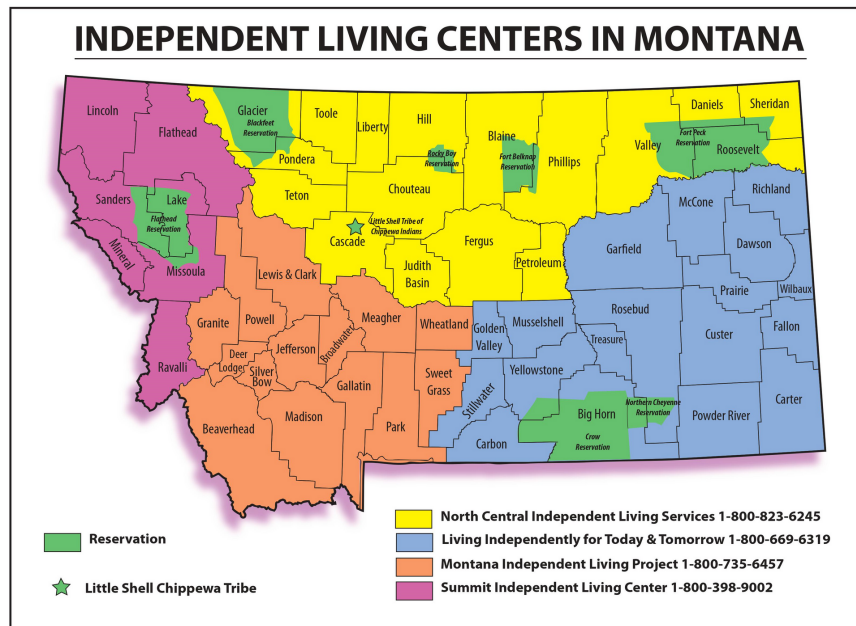 INDEPENDENT LIVING CENTERS IN MONTANA
Lincoln
Flathead
Glacier
Blackfeet
Reservation
Toole
Liberty
Hill
Blaine
Phillips
Valley
Daniels
Sheridan
Fort Peck
Reservation
Roosevelt
Pondera
Rocky Boy
Reservation
Fort Belknap
Reservation
Teton
Chouteau
Sanders
Lake
Flathead
Reservation
Little Shell Tribe of
Chippewa Indians
Cascade
Fergus
Judith
Basin
Petroleum
McCone
Richland
Garfield
Dawson
Mineral
Missoula
Lewis & Clark
Prairie
Wilbaux
Granite
Powell
Meagher
Wheatland
Golden
Valley
Musselshell
Rosebud
Treasure
Custer
Fallon
Ravalli
Deer
Lodge
Silver
Bow
Jefferson
Broadwater
Gallatin
Sweet
Grass
Yellowstone
Stillwater
Big Horn
Crow
Reservation
Northern Cheyenne
Reservation
Powder River
Carter
Beaverhead
Madison
Park
Carbon
Reservation
Little Shell Chippewa Tribe
North Central Independent Living Services 1-800-823-6245
Living Independently for Today & Tomorrow 1-800-669-6319
Montana Independent Living Project 1-800-735-6457
Summit Independent Living Center 1-800-398-9002